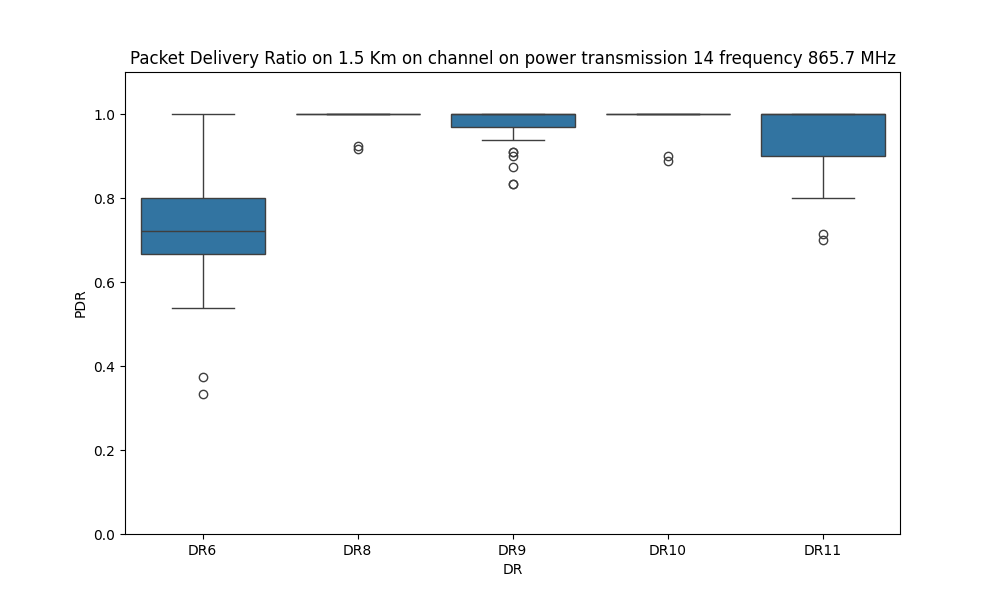 Packet Delivery Ratio on 1.5 Km on channel on power transmission 14 frequency 865.7 MHz
1.0
0.8
0.6
0.4
0.2
0.0
PDR
DR6 DR8 DR9 DR10 DR11
DR